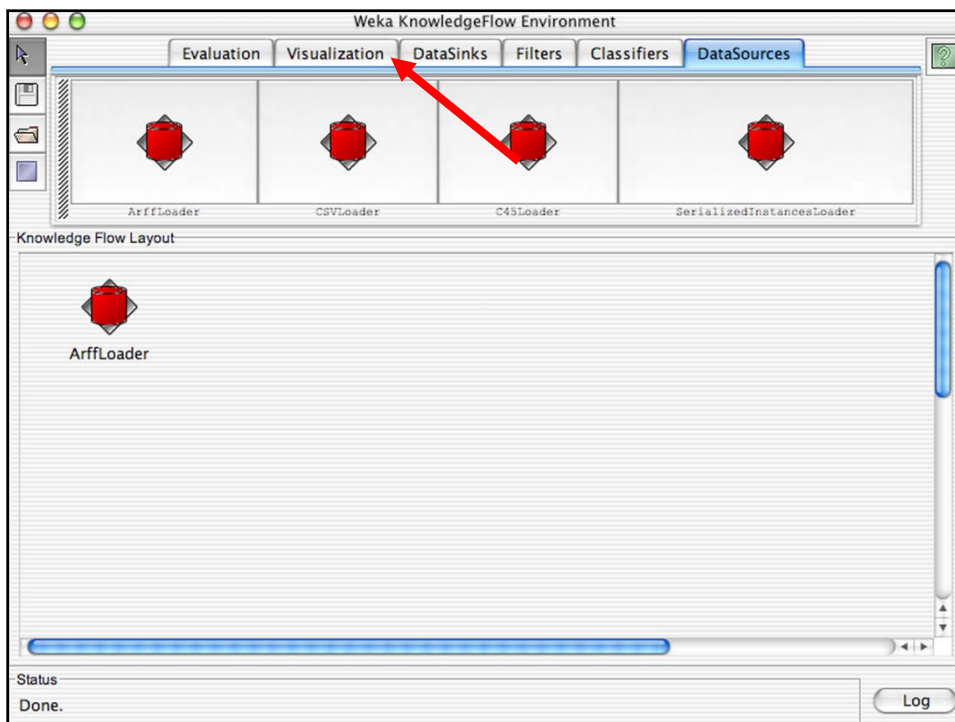 Weka KnowledgeFlow Environment
Evaluation Visualization DataSinks Filters Classifiers DataSources
?
ArffLoader CSVLoader C45Loader SerializedInstancesLoader
Knowledge Flow Layout
ArffLoader
Status
Done.
Log